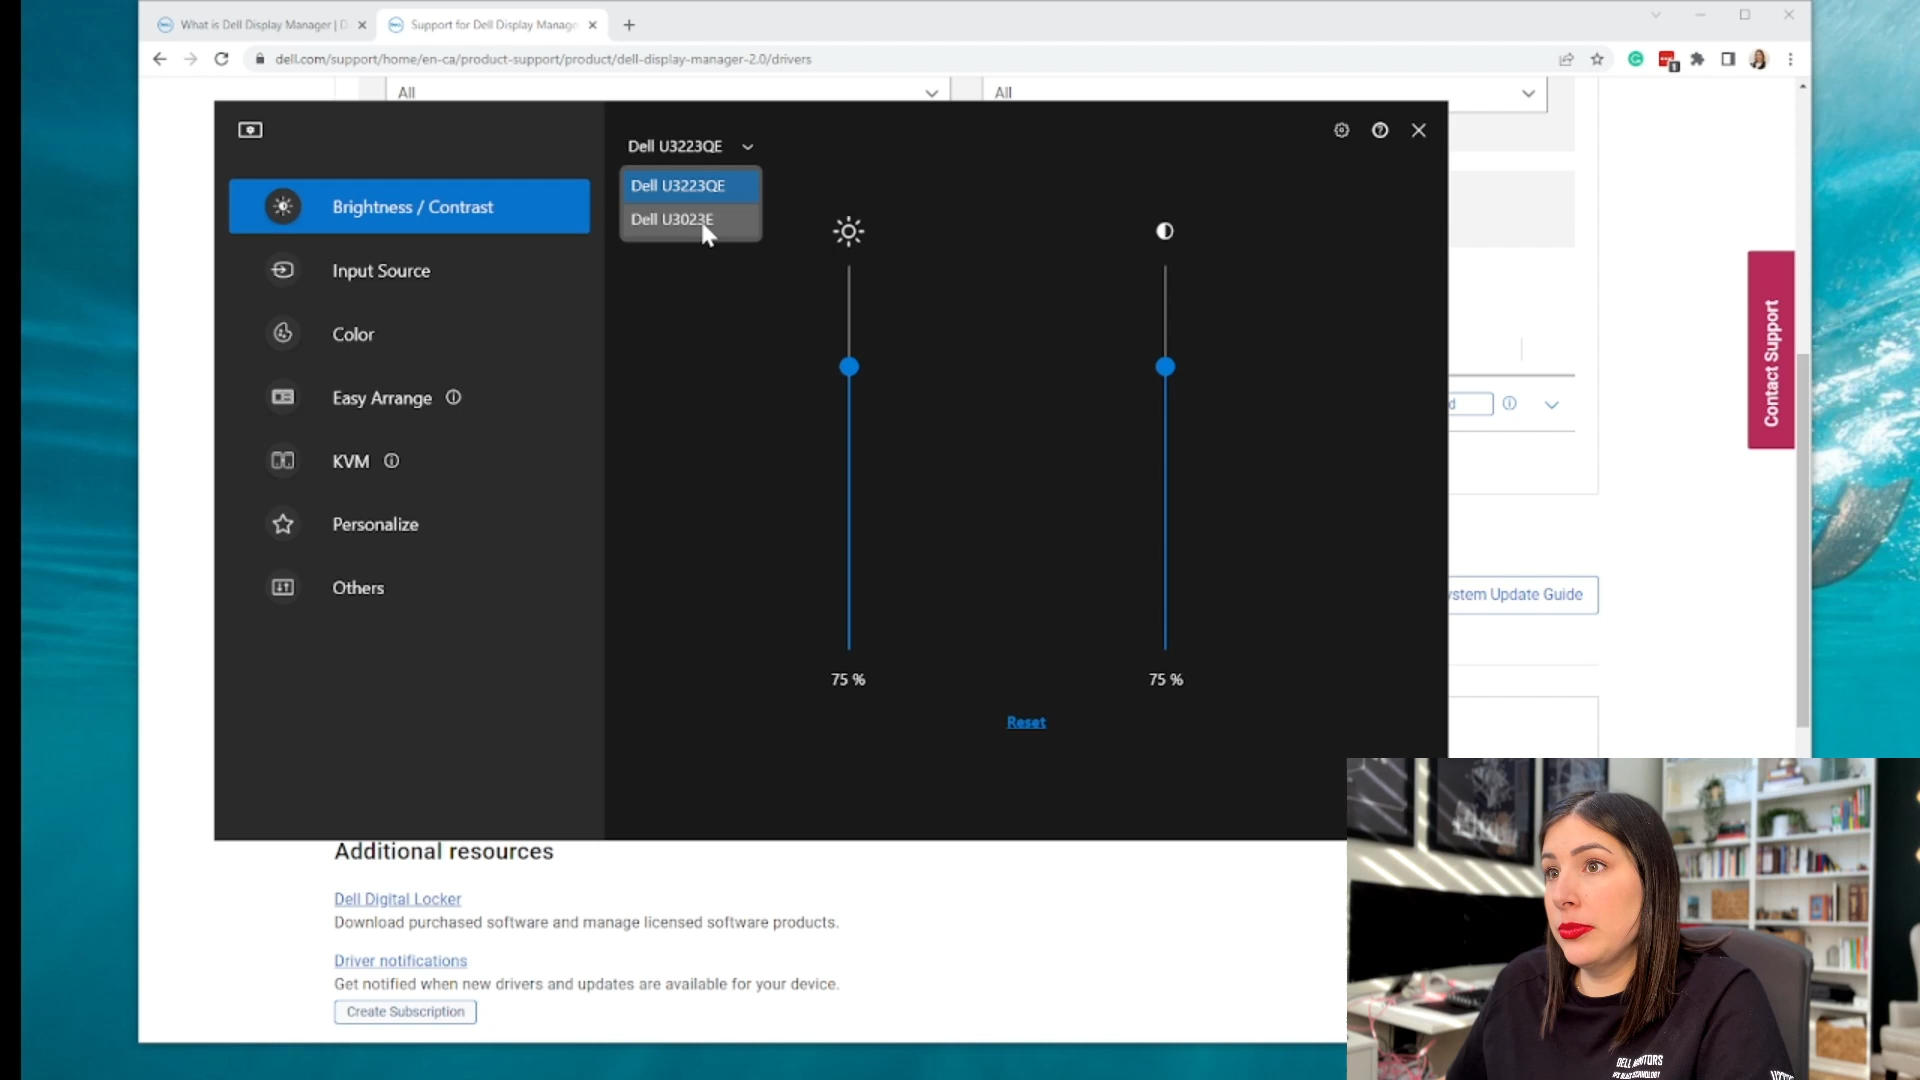 What is Dell Display Manager | D
Support for Dell Display Manage
dell.com/support/home/en-ca/product-support/product/dell-display-manager-2.0/drivers
All
All
Dell U3223QE
Dell U3223QE
Dell U3023E
Brightness / Contrast
Input Source
Color
Easy Arrange
KVM
Personalize
Others
75 %
75 %
Reset
Contact Support
d
ystem Update Guide
Additional resources
Dell Digital Locker
Download purchased software and manage licensed software products.
Driver notifications
Get notified when new drivers and updates are available for your device.
Create Subscription